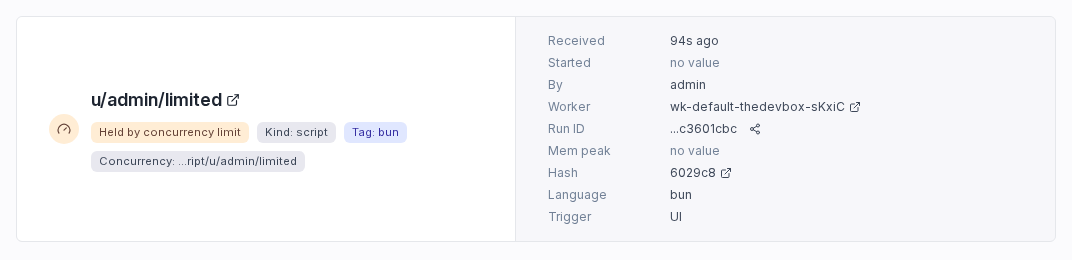 u/admin/limited
Held by concurrency limit
Kind: script
Tag: bun
Concurrency: ...ript/u/admin/limited
Received 94s ago
Started no value
By admin
Worker wk-default-thedevbox-sKxiC
Run ID ...c3601cbc
Mem peak no value
Hash 6029c8
Language bun
Trigger UI